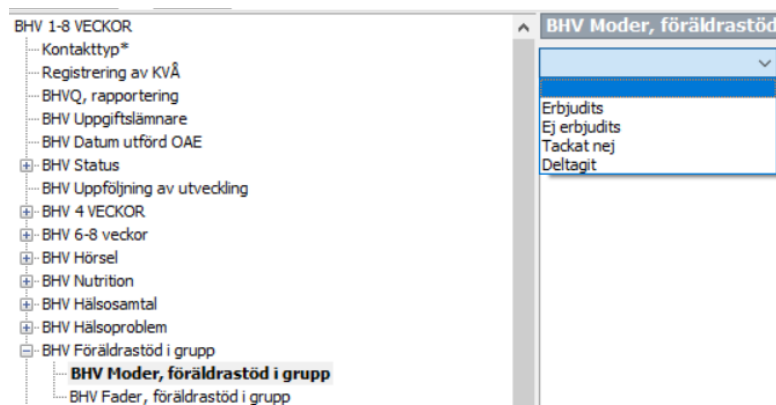 BHV 1-8 VECKOR
Kontakttyp*
Registrering av KVÅ
BHVQ, rapportering
BHV Uppgiftslämnare
BHV Datum utförd OAE
BHV Status
BHV Uppföljning av utveckling
BHV 4 VECKOR
BHV 6-8 veckor
BHV Hörsel
BHV Nutrition
BHV Hälsosamtal
BHV Hälsoproblem
BHV Föräldrastöd i grupp
BHV Moder, föräldrastöd i grupp
BHV Fader, föräldrastöd i grupp
BHV Moder, föräldrastöd
Erbjudits
Ej erbjudits
Tackat nej
Deltagit